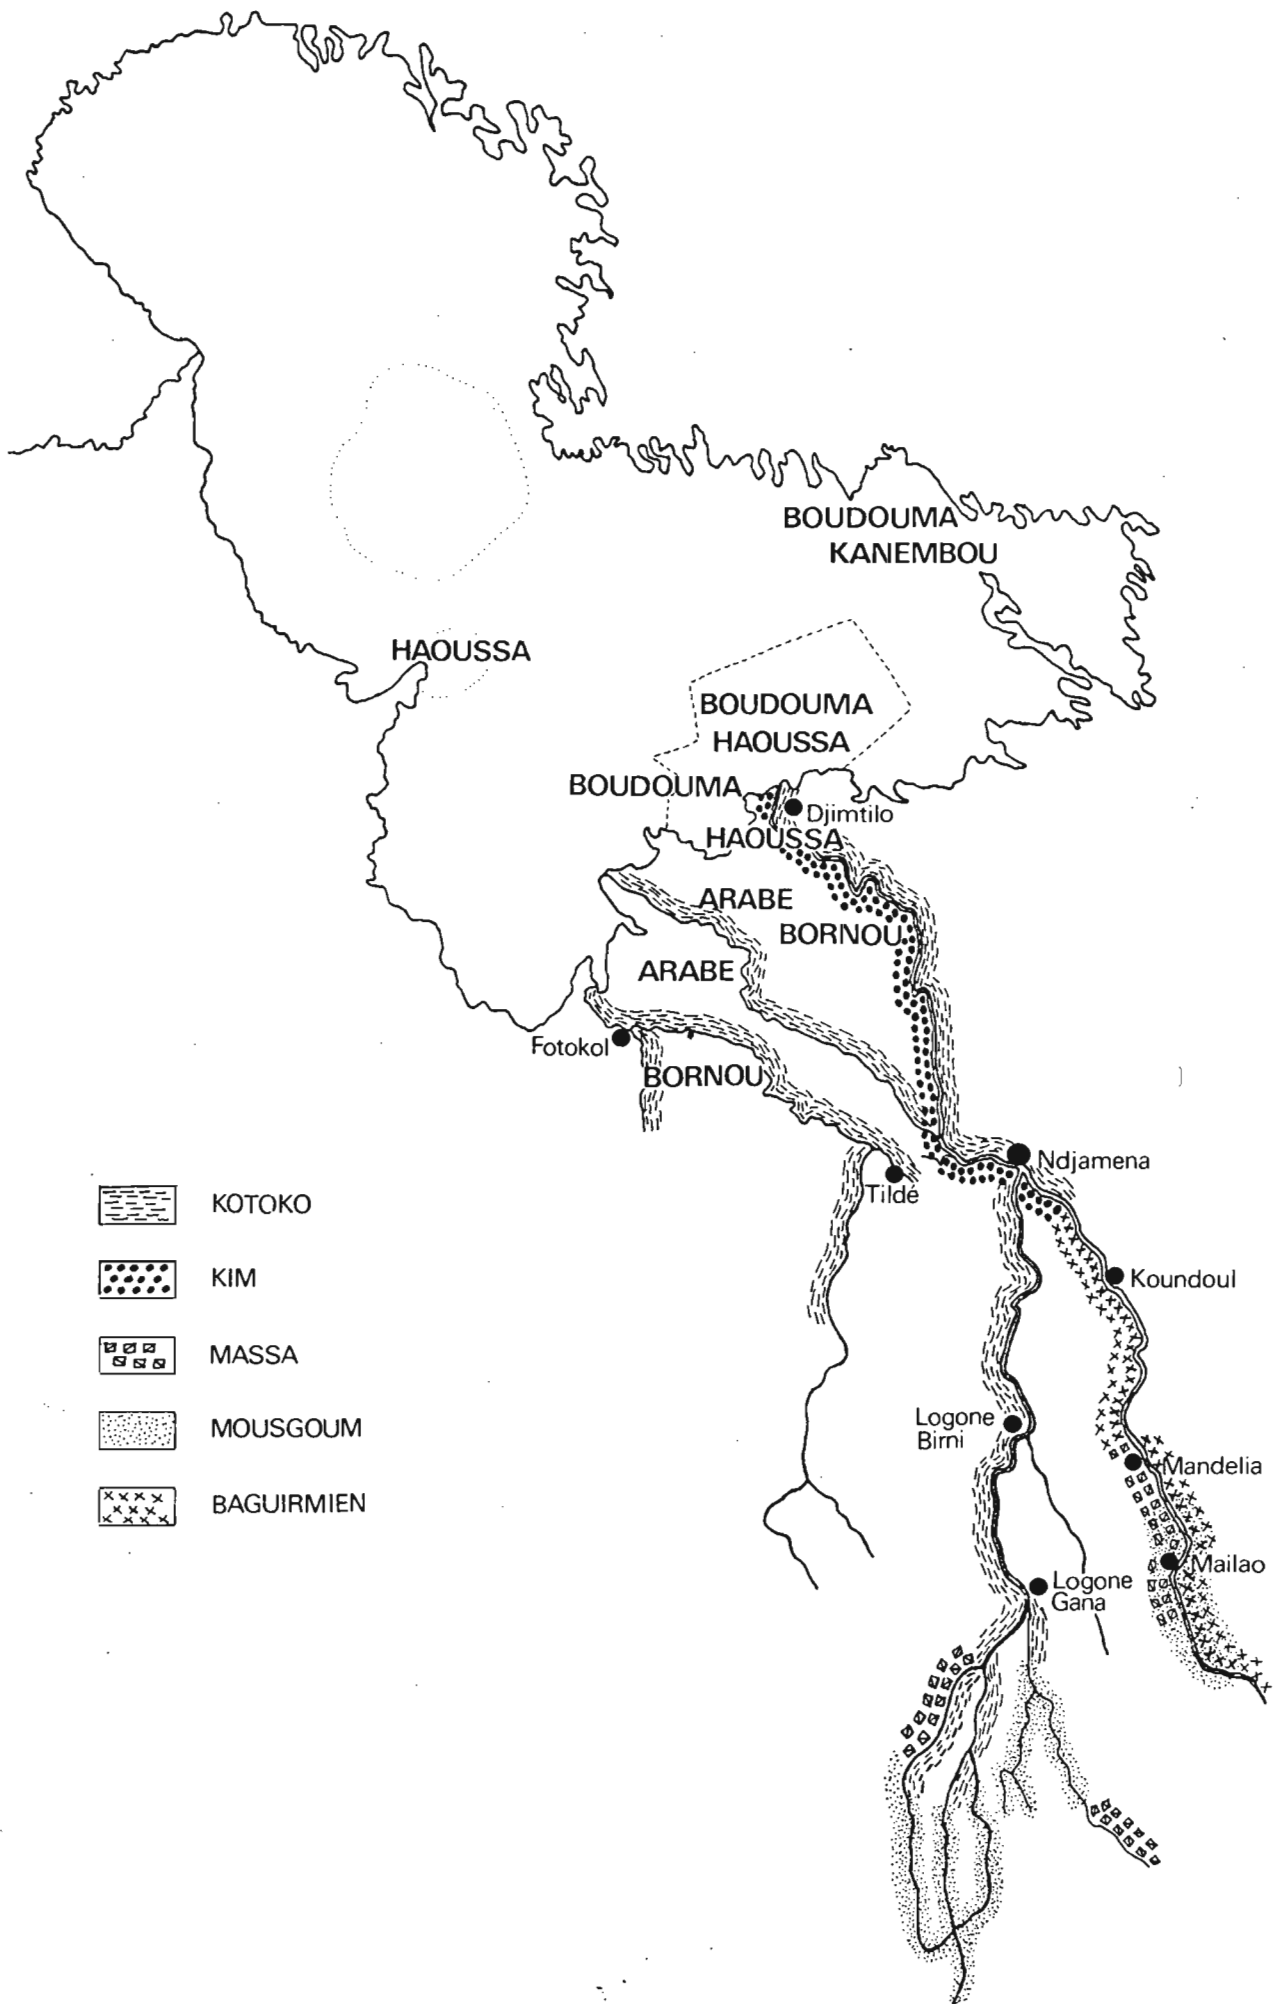 BOUDOUMA
KANEMBOU
HAOUSSA
BOUDOUMA
HAOUSSA
BOUDOUMA
Djimtilo
HAOUSSA
ARABE
BORNOU
ARABE
Fotokol
BORNOU
Ndjamena
Tilde
KOTOKO
KIM
Koundoul
MASSA
Logone
Birni
MOUSGOUM
Mandelia
BAGUIRMIEN
Mailao
Logone
Gana